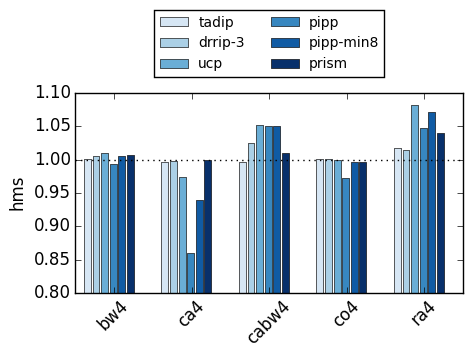 tadip pipp
drrip-3 pipp-min8
ucp prism
1.10
1.05
1.00
0.95
0.90
0.85
0.80
hms
bw4 ca4 cabw4 co4 ra4